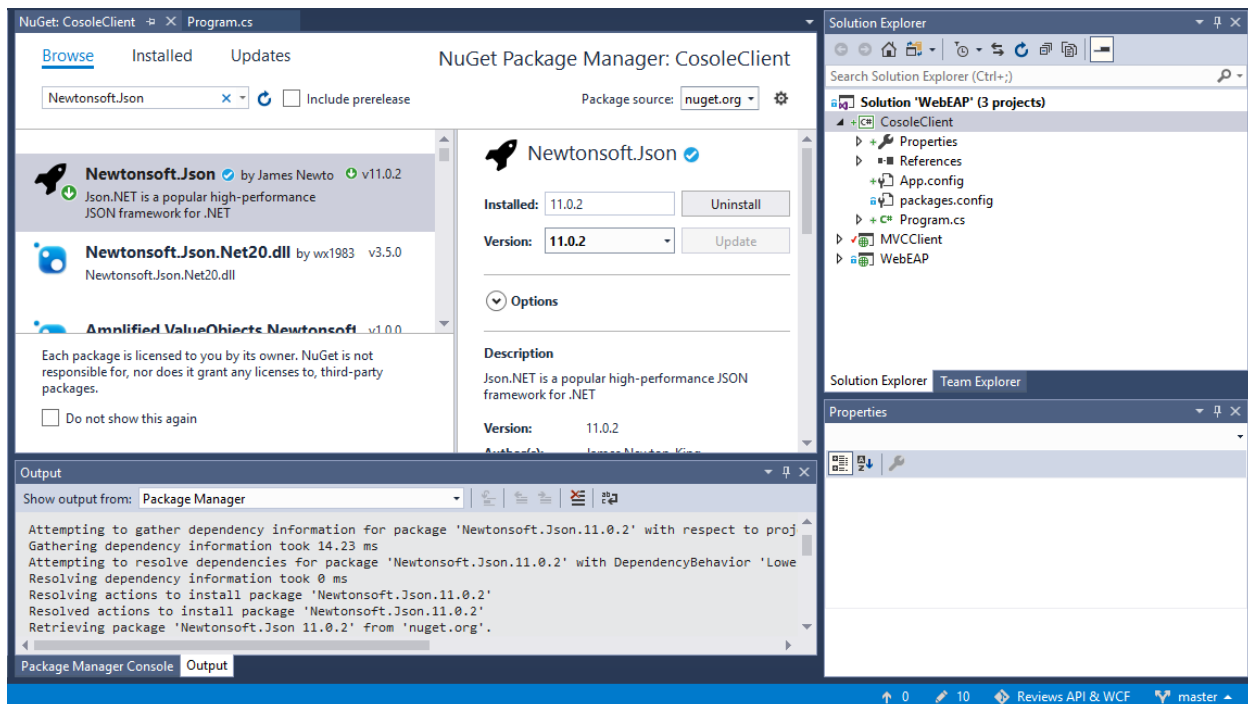 NuGet: CosoleClient
Program.cs
Browse Installed Updates
NuGet Package Manager: CosoleClient
Newtonsoft.Json
Include prerelease
Package source: nuget.org
Newtonsoft.Json by James Newto v11.0.2
Json.NET is a popular high-performance
JSON framework for .NET
Newtonsoft.Json.Net20.dll by wx1983 v3.5.0
Newtonsoft.Json.Net20.dll
Amplified.ValueObjects.Newtonsoft v1.0.0
Each package is licensed to you by its owner. NuGet is not
responsible for, nor does it grant any licenses to, third-party
packages.
Do not show this again
Newtonsoft.Json
Installed: 11.0.2 Uninstall
Version: 11.0.2 Update
Options
Description
Json.NET is a popular high-performance JSON
framework for .NET
Version: 11.0.2
Author(s): James Newton-King
Output
Show output from: Package Manager
Attempting to gather dependency information for package 'Newtonsoft.Json.11.0.2' with respect to proj
Gathering dependency information took 14.23 ms
Attempting to resolve dependencies for package 'Newtonsoft.Json.11.0.2' with DependencyBehavior 'Lowe
Resolving dependency information took 0 ms
Resolving actions to install package 'Newtonsoft.Json.11.0.2'
Resolved actions to install package 'Newtonsoft.Json.11.0.2'
Retrieving package 'Newtonsoft.Json 11.0.2' from 'nuget.org'.
Package Manager Console Output
Solution Explorer
Search Solution Explorer (Ctrl+;)
Solution 'WebEAP' (3 projects)
C# CosoleClient
Properties
References
App.config
packages.config
C# Program.cs
MVCClient
WebEAP
Solution Explorer Team Explorer
Properties
0 10 Reviews API & WCF master